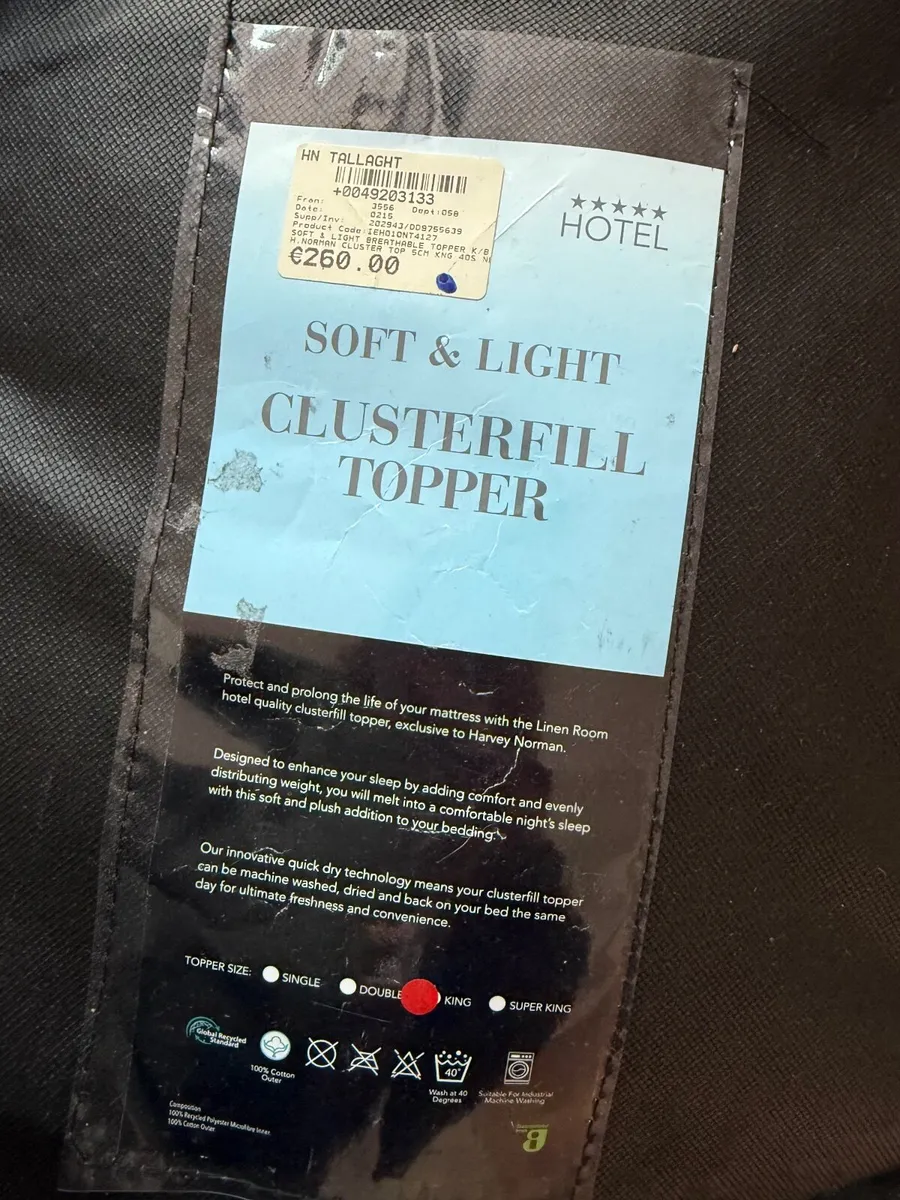 HN TALLAGHT
+0049203133
Fran: 3556 Dept:058
Date: 0215
Supp/Inv: 202943/DD9755639
Product Code:IEH010NT4127
SOFT & LIGHT BREATHABLE TOPPER K/B
H.NORMAN CLUSTER TOP 5CM KNG 40S
€260.00
HOTEL
SOFT & LIGHT
CLUSTERFILL
TOPPER
Protect and prolong the life of your mattress with the Linen Room
hotel quality clusterfill topper, exclusive to Harvey Norman.
Designed to enhance your sleep by adding comfort and evenly
distributing weight, you will melt into a comfortable night's sleep
with this soft and plush addition to your bedding.
Our innovative quick dry technology means your clusterfill topper
can be machine washed, dried and back on your bed the same
day for ultimate freshness and convenience.
TOPPER SIZE: SINGLE DOUBLE KING SUPER KING
Global Recycled
Standard
100% Cotton
Outer
40°
Wash at 40
Degrees
Suitable For Industrial
Machine Washing
Composition
100% Recycled Polyester Microfibre Inner
100% Cotton Outer